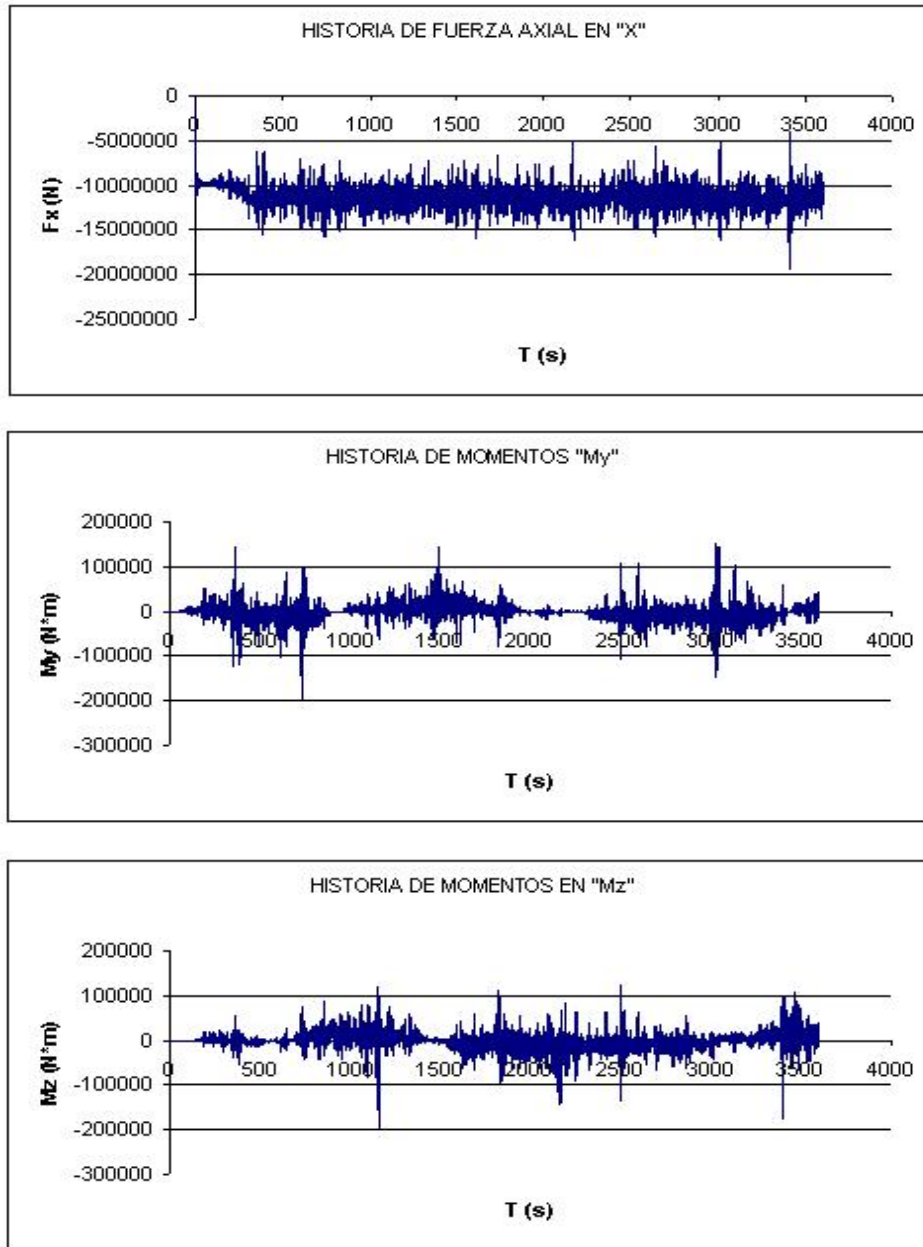 HISTORIA DE FUERZA AXIAL EN "X"
0
0 500 1000 1500 2000 2500 3000 3500 4000
-5000000
-10000000
-15000000
-20000000
-25000000
Fx (N)
T (s)
HISTORIA DE MOMENTOS "My"
200000
100000
0
0 500 1000 1500 2000 2500 3000 3500 4000
-100000
-200000
-300000
My (N*m)
T (s)
HISTORIA DE MOMENTOS EN "Mz"
200000
100000
0
0 500 1000 1500 2000 2500 3000 3500 4000
-100000
-200000
-300000
Mz (N*m)
T (s)